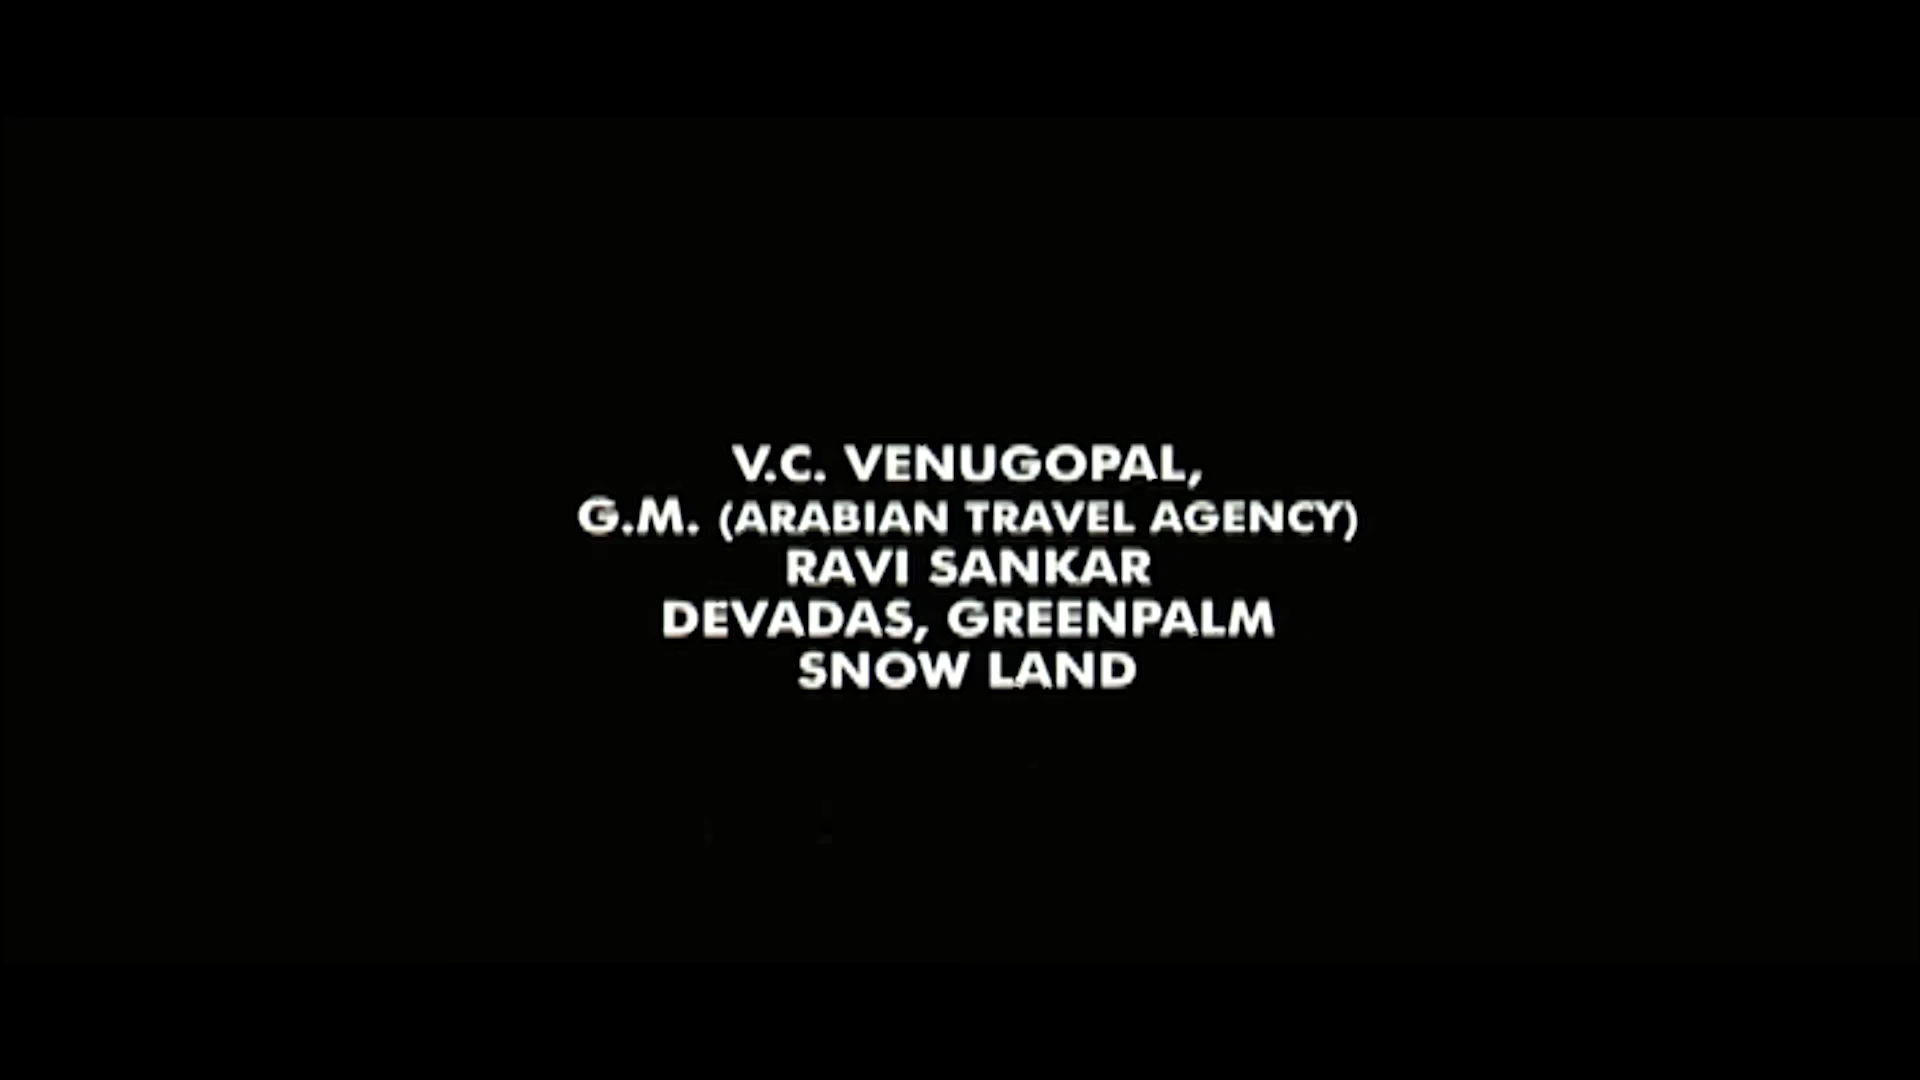 V.C. VENUGOPAL,
G.M. (ARABIAN TRAVEL AGENCY)
RAVI SANKAR
DEVADAS, GREENPALM
SNOW LAND